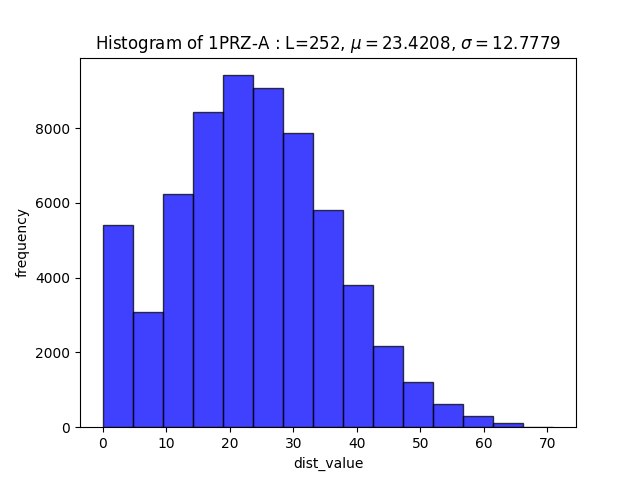 Histogram of 1PRZ-A : L=252, μ = 23.4208, σ = 12.7779
8000
6000
4000
2000
0
frequency
0 10 20 30 40 50 60 70
dist_value